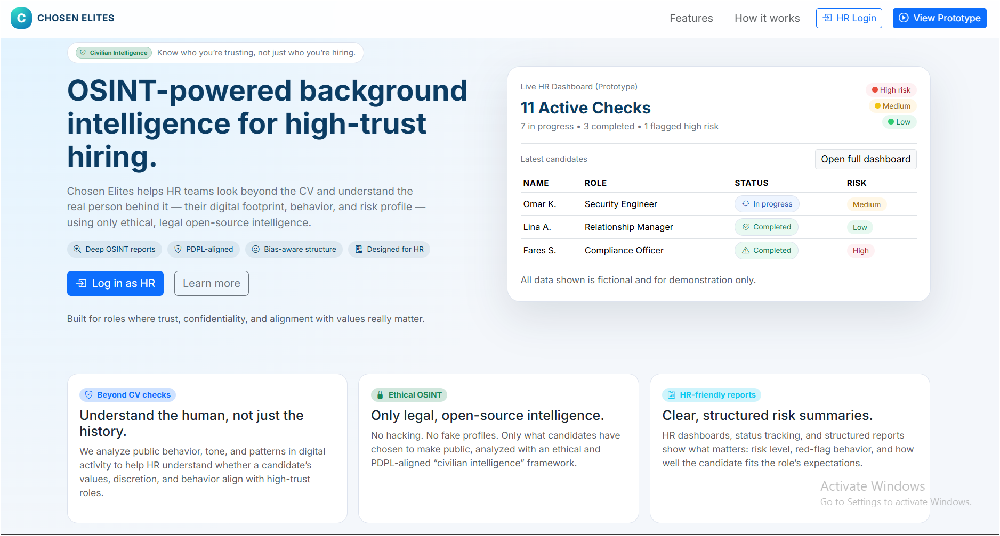 C CHOSEN ELITES
Features
How it works
HR Login
View Prototype
Civilian Intelligence
Know who you’re trusting, not just who you’re hiring.
OSINT-powered background
intelligence for high-trust
hiring.
Chosen Elites helps HR teams look beyond the CV and understand the
real person behind it — their digital footprint, behavior, and risk profile —
using only ethical, legal open-source intelligence.
Deep OSINT reports
PDPL-aligned
Bias-aware structure
Designed for HR
Log in as HR
Learn more
Built for roles where trust, confidentiality, and alignment with values really matter.
Live HR Dashboard (Prototype)
11 Active Checks
7 in progress • 3 completed • 1 flagged high risk
High risk
Medium
Low
Latest candidates
Open full dashboard
NAME ROLE STATUS RISK
Omar K. Security Engineer In progress Medium
Lina A. Relationship Manager Completed Low
Fares S. Compliance Officer Completed High
All data shown is fictional and for demonstration only.
Beyond CV checks
Understand the human, not just the
history.
We analyze public behavior, tone, and patterns in digital
activity to help HR understand whether a candidate’s
values, discretion, and behavior align with high-trust
roles.
Ethical OSINT
Only legal, open-source intelligence.
No hacking. No fake profiles. Only what candidates have
chosen to make public, analyzed with an ethical and
PDPL-aligned “civilian intelligence” framework.
HR-friendly reports
Clear, structured risk summaries.
HR dashboards, status tracking, and structured reports
show what matters: risk level, red-flag behavior, and how
well the candidate fits the role’s expectations.
Activate Windows
Go to Settings to activate Windows.